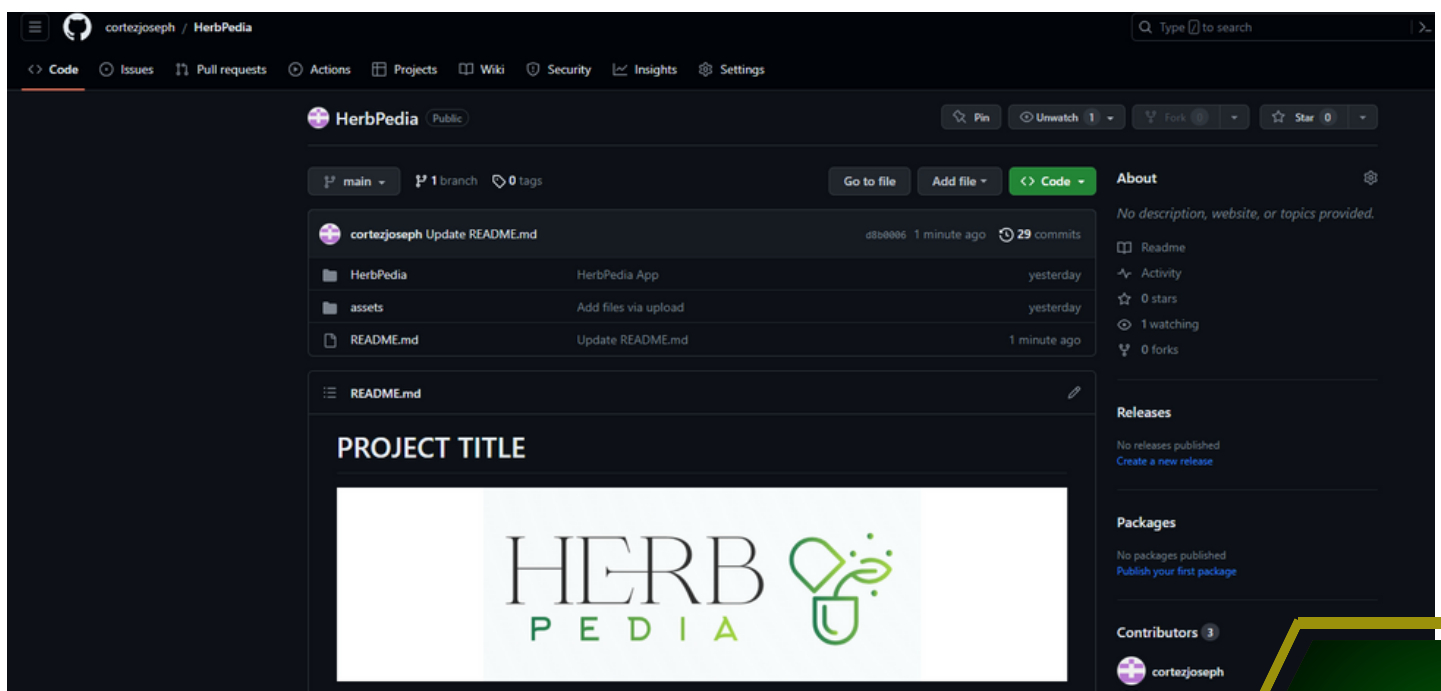 cortezjoseph / HerbPedia
Type / to search
Code Issues Pull requests Actions Projects Wiki Security Insights Settings
HerbPedia Public
Pin Unwatch 1 Fork 0 Star 0
main 1 branch 0 tags
Go to file Add file <> Code
About
No description, website, or topics provided.
cortezjoseph Update README.md d8b0006 1 minute ago 29 commits
Readme
HerbPedia HerbPedia App yesterday
Activity
assets Add files via upload yesterday
0 stars
1 watching
README.md Update README.md 1 minute ago
0 forks
README.md
Releases
No releases published
Create a new release
PROJECT TITLE
HERB
PEDIA
Packages
No packages published
Publish your first package
Contributors 3
cortezjoseph